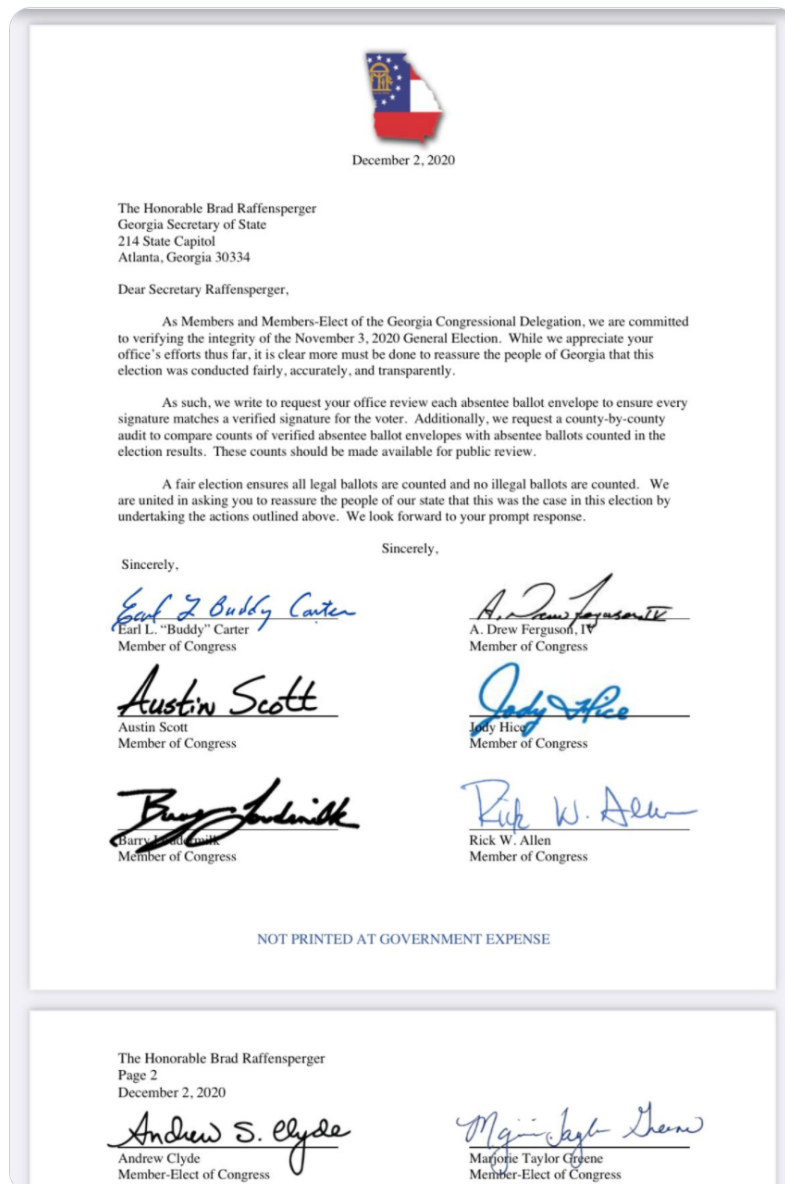 December 2, 2020
The Honorable Brad Raffensperger
Georgia Secretary of State
214 State Capitol
Atlanta, Georgia 30334
Dear Secretary Raffensperger,
As Members and Members-Elect of the Georgia Congressional Delegation, we are committed
to verifying the integrity of the November 3, 2020 General Election. While we appreciate your
office's efforts thus far, it is clear more must be done to reassure the people of Georgia that this
election was conducted fairly, accurately, and transparently.
As such, we write to request your office review each absentee ballot envelope to ensure every
signature matches a verified signature for the voter. Additionally, we request a county-by-county
audit to compare counts of verified absentee ballot envelopes with absentee ballots counted in the
election results. These counts should be made available for public review.
A fair election ensures all legal ballots are counted and no illegal ballots are counted. We
are united in asking you to reassure the people of our state that this was the case in this election by
undertaking the actions outlined above. We look forward to your prompt response.
Sincerely,
Sincerely,
Earl L Buddy Carter
Earl L. "Buddy" Carter
Member of Congress
A. Drew Ferguson IV
A. Drew Ferguson, IV
Member of Congress
Austin Scott
Austin Scott
Member of Congress
Jody Hice
Jody Hice
Member of Congress
Barry Loudermilk
Barry Loudermilk
Member of Congress
Rick W. Allen
Rick W. Allen
Member of Congress
NOT PRINTED AT GOVERNMENT EXPENSE
The Honorable Brad Raffensperger
Page 2
December 2, 2020
Andrew S. Clyde
Andrew Clyde
Member-Elect of Congress
Marjorie Taylor Greene
Marjorie Taylor Greene
Member-Elect of Congress